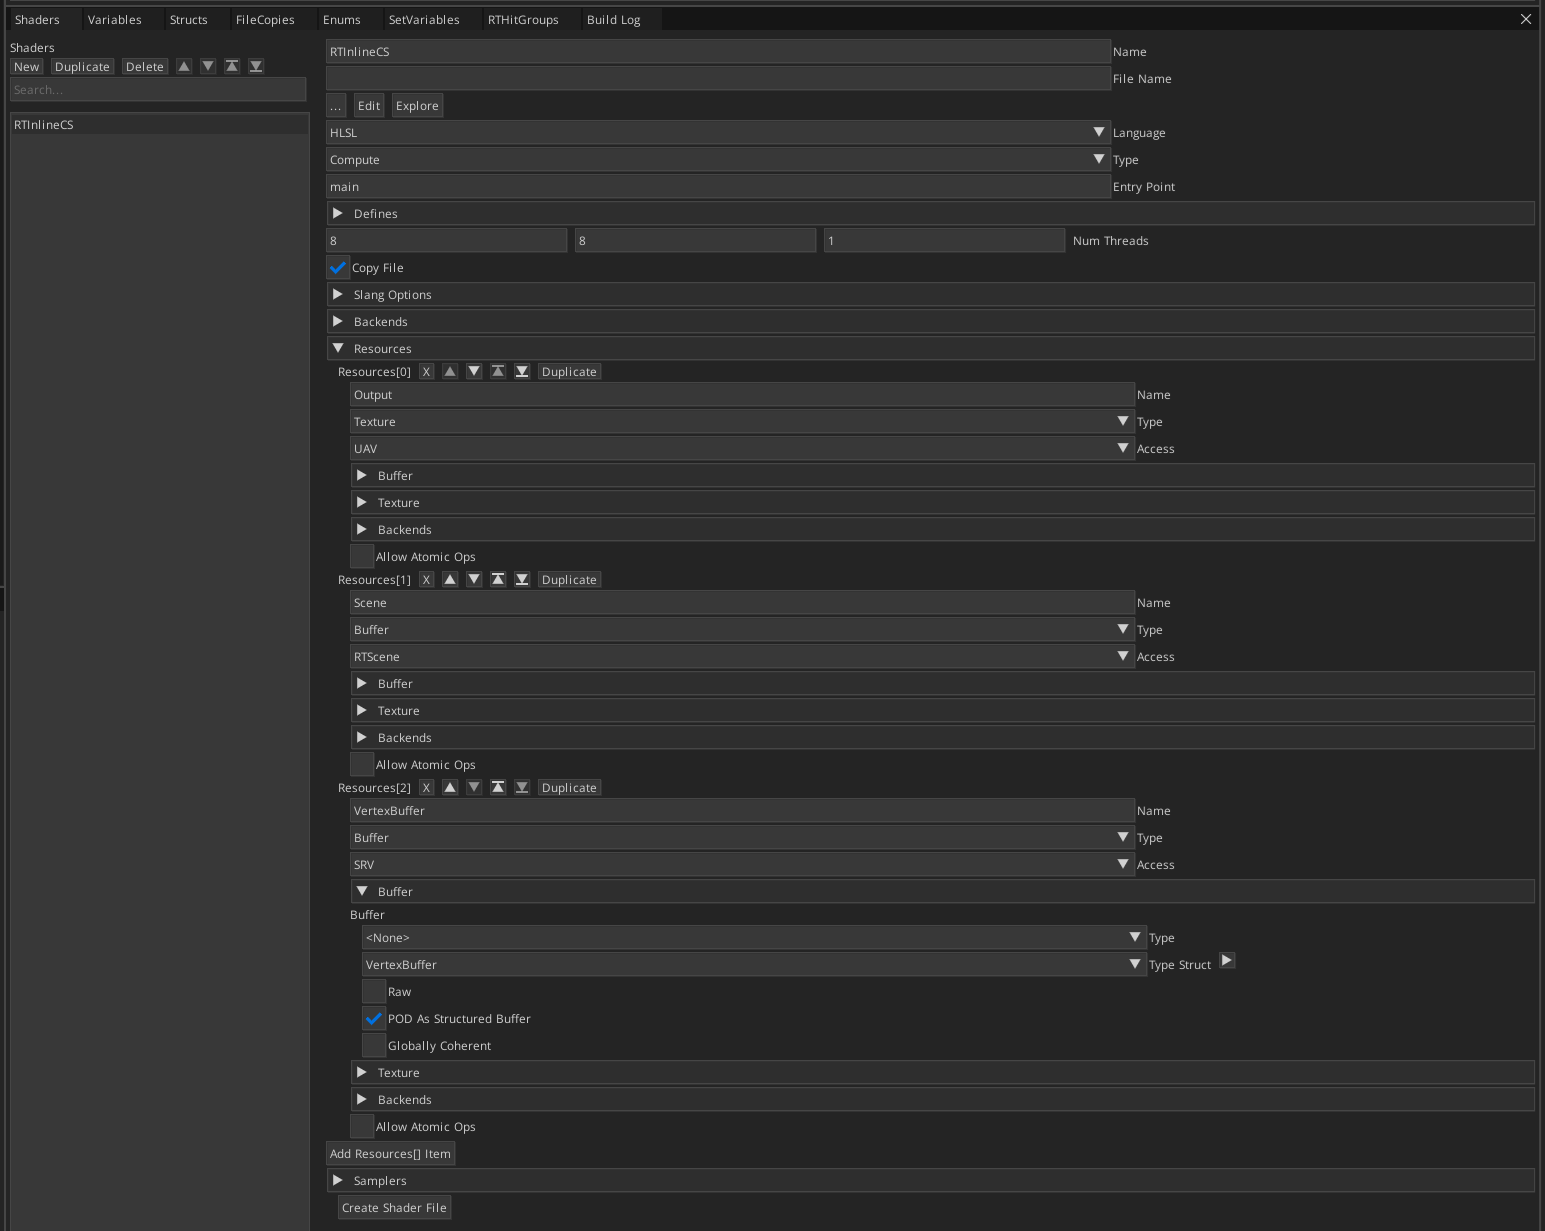 Shaders Variables Structs FileCopies Enums SetVariables RTHitGroups Build Log
Shaders
New Duplicate Delete
Search...
RTInlineCS
RTInlineCS Name
File Name
... Edit Explore
HLSL Language
Compute Type
main Entry Point
Defines
8 8 1 Num Threads
Copy File
Slang Options
Backends
Resources
Resources[0] X Duplicate
Output Name
Texture Type
UAV Access
Buffer
Texture
Backends
Allow Atomic Ops
Resources[1] X Duplicate
Scene Name
Buffer Type
RTScene Access
Buffer
Texture
Backends
Allow Atomic Ops
Resources[2] X Duplicate
VertexBuffer Name
Buffer Type
SRV Access
Buffer
Buffer
<None> Type
VertexBuffer Type Struct
Raw
POD As Structured Buffer
Globally Coherent
Texture
Backends
Allow Atomic Ops
Add Resources[] Item
Samplers
Create Shader File